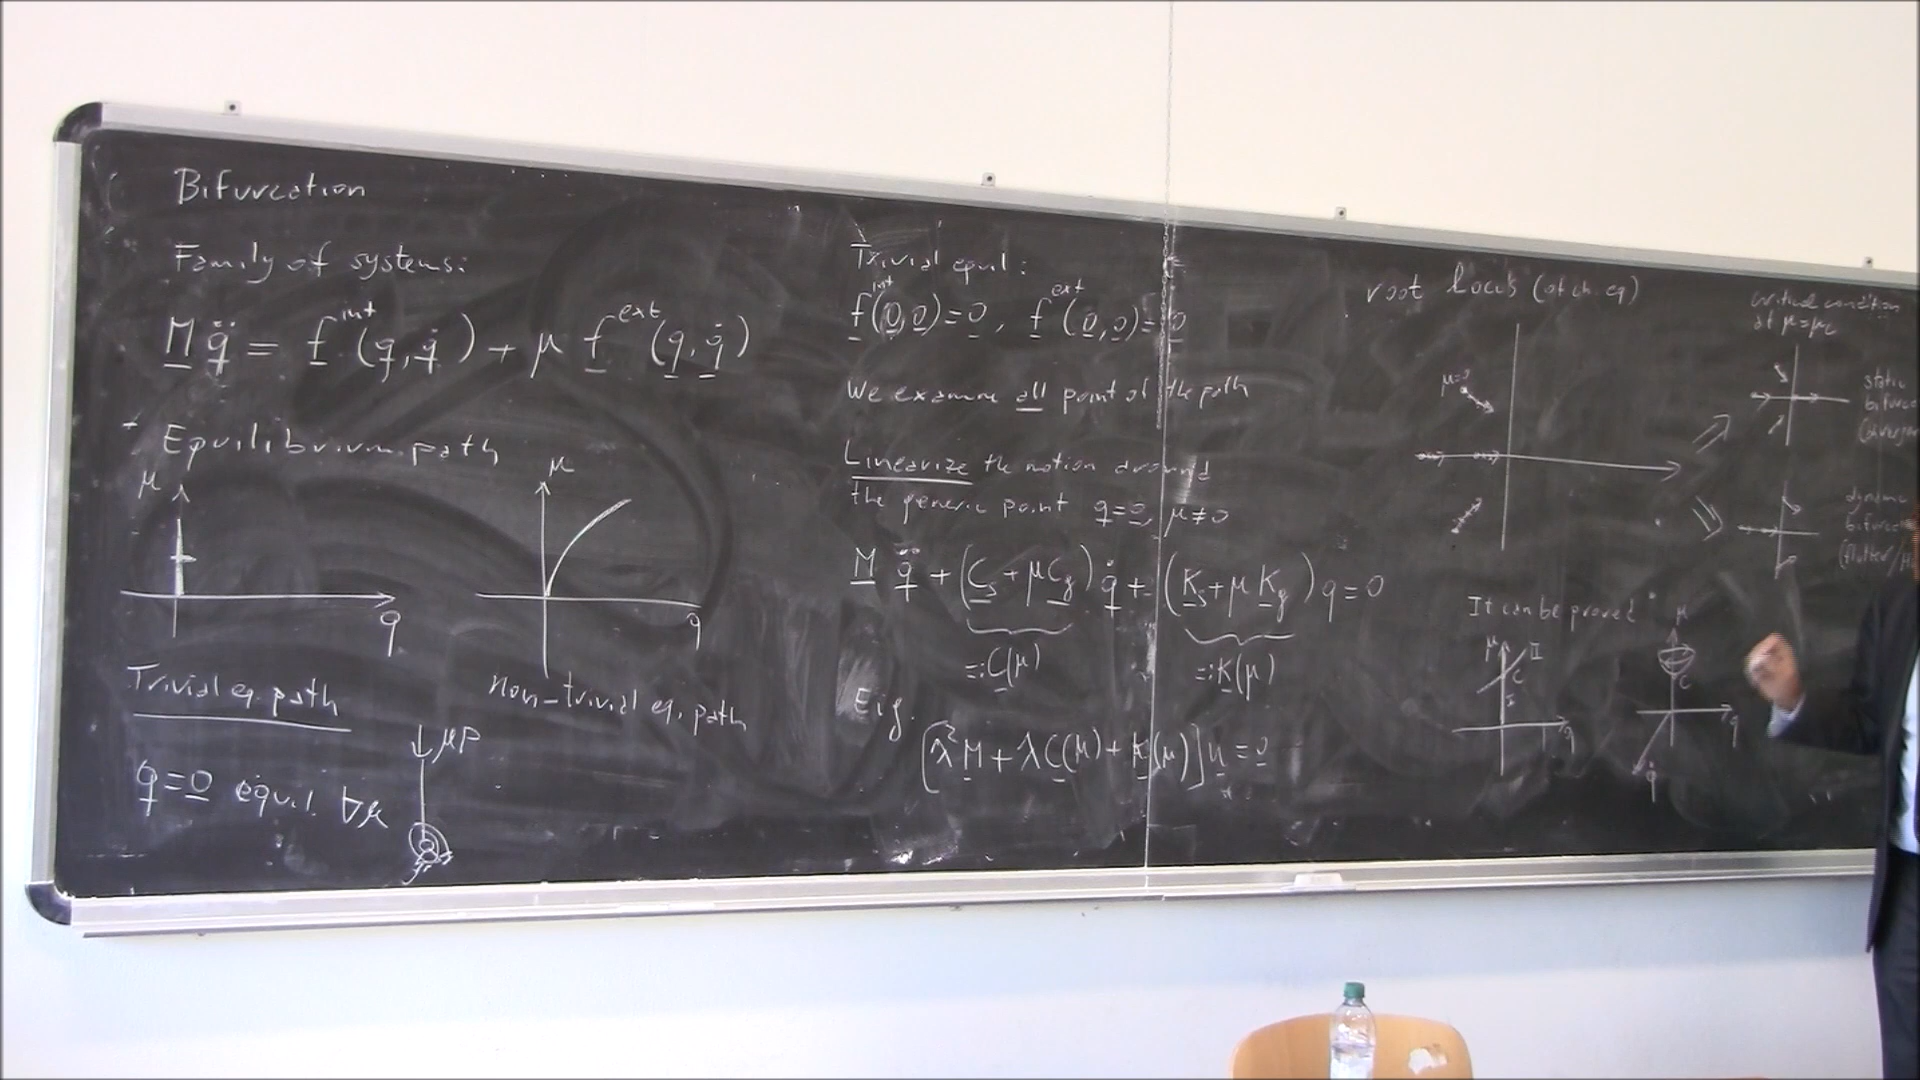 Bifurcation
Family of systems:
M q̈ = f^int (q, q̇) + μ f^ext (q, q̇)
Equilibrium path
μ
q
μ
q
Trivial eq. path
non-trivial eq. path
μP
q = 0 equil. ∀μ
Trivial equil:
f^int (0,0) = 0, f^ext (0,0) = 0
We examine all point of the path
Linearize the motion around
the generic point q = 0, μ ≠ 0
M q̈ + (C_s + μ C_g) q̇ + (K_s + μ K_g) q = 0
=: C(μ)
=: K(μ)
Eig.
[λ² M + λ C(μ) + K(μ)] u = 0
root locus (of ch. eq)
μ=0
critical condition
at μ = μc
static
dynamic
It can be proved
μ
II
C
I
q
μ
C
q
q̇